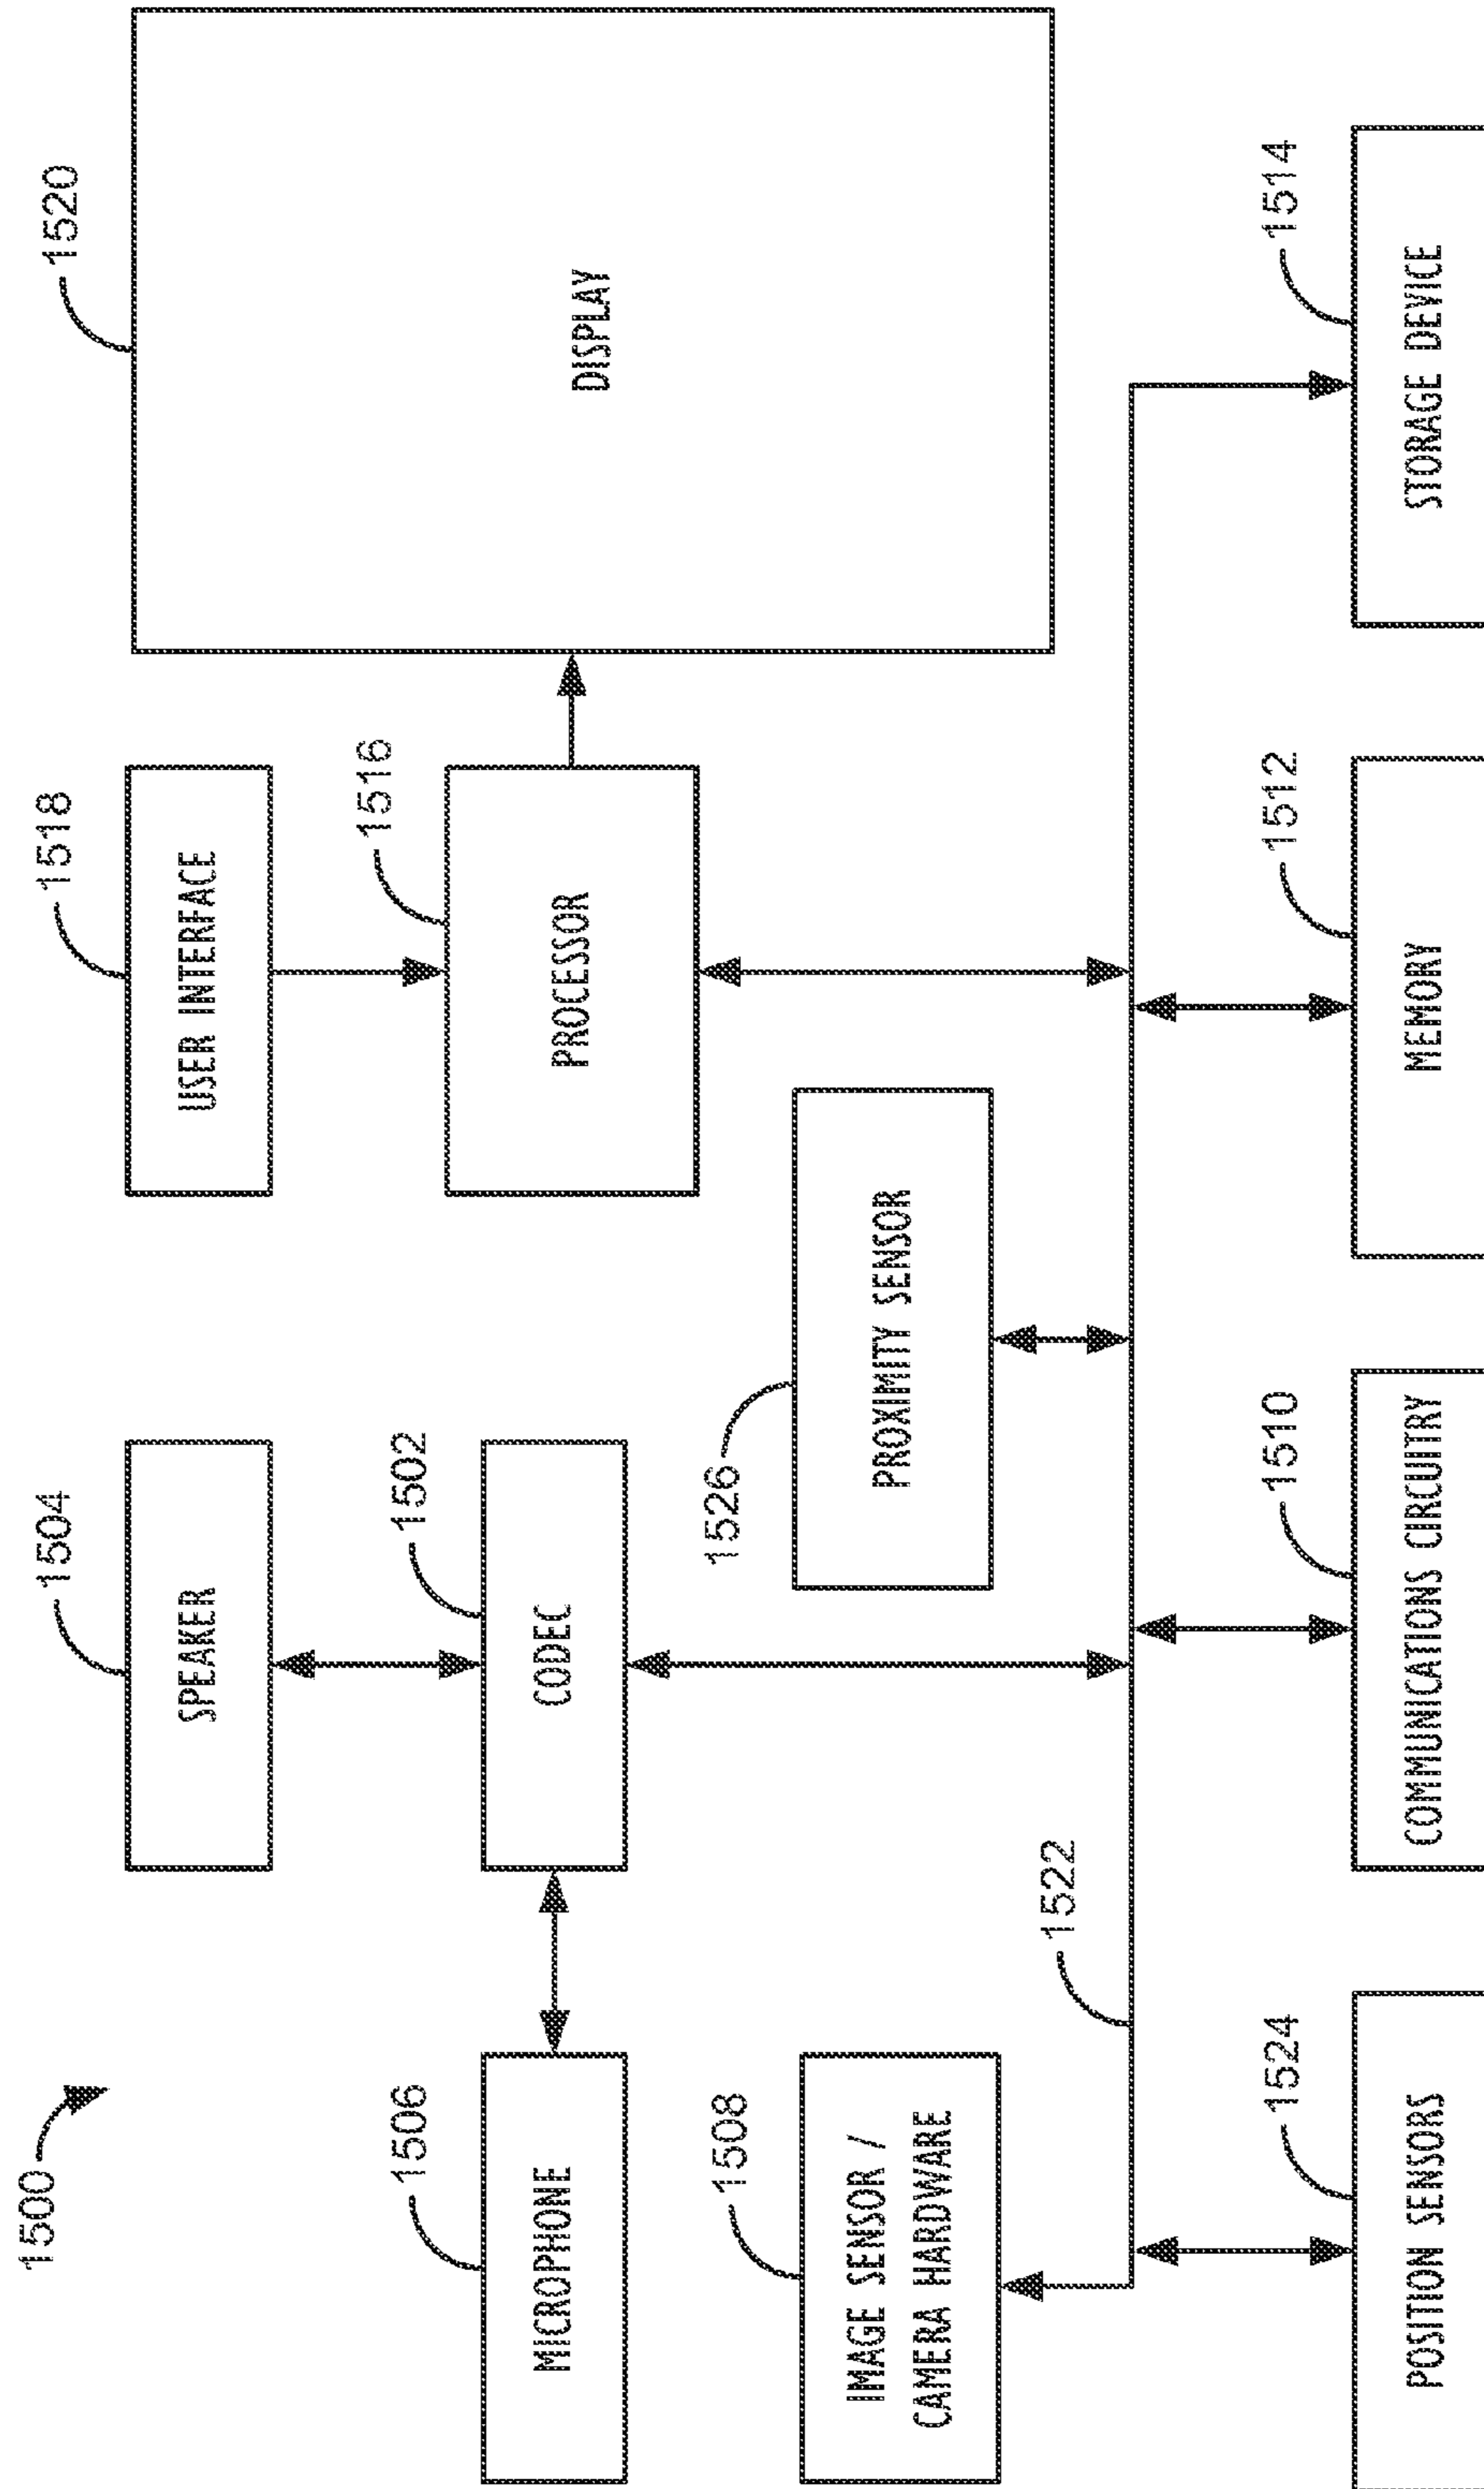 1500
1504
SPEAKER
1518
USER INTERFACE
1520
DISPLAY
1506
MICROPHONE
1502
CODEC
1516
PROCESSOR
1508
IMAGE SENSOR /
CAMERA HARDWARE
1526
PROXIMITY SENSOR
1522
1524
POSITION SENSORS
1510
COMMUNICATIONS CIRCUITRY
1512
MEMORY
1514
STORAGE DEVICE